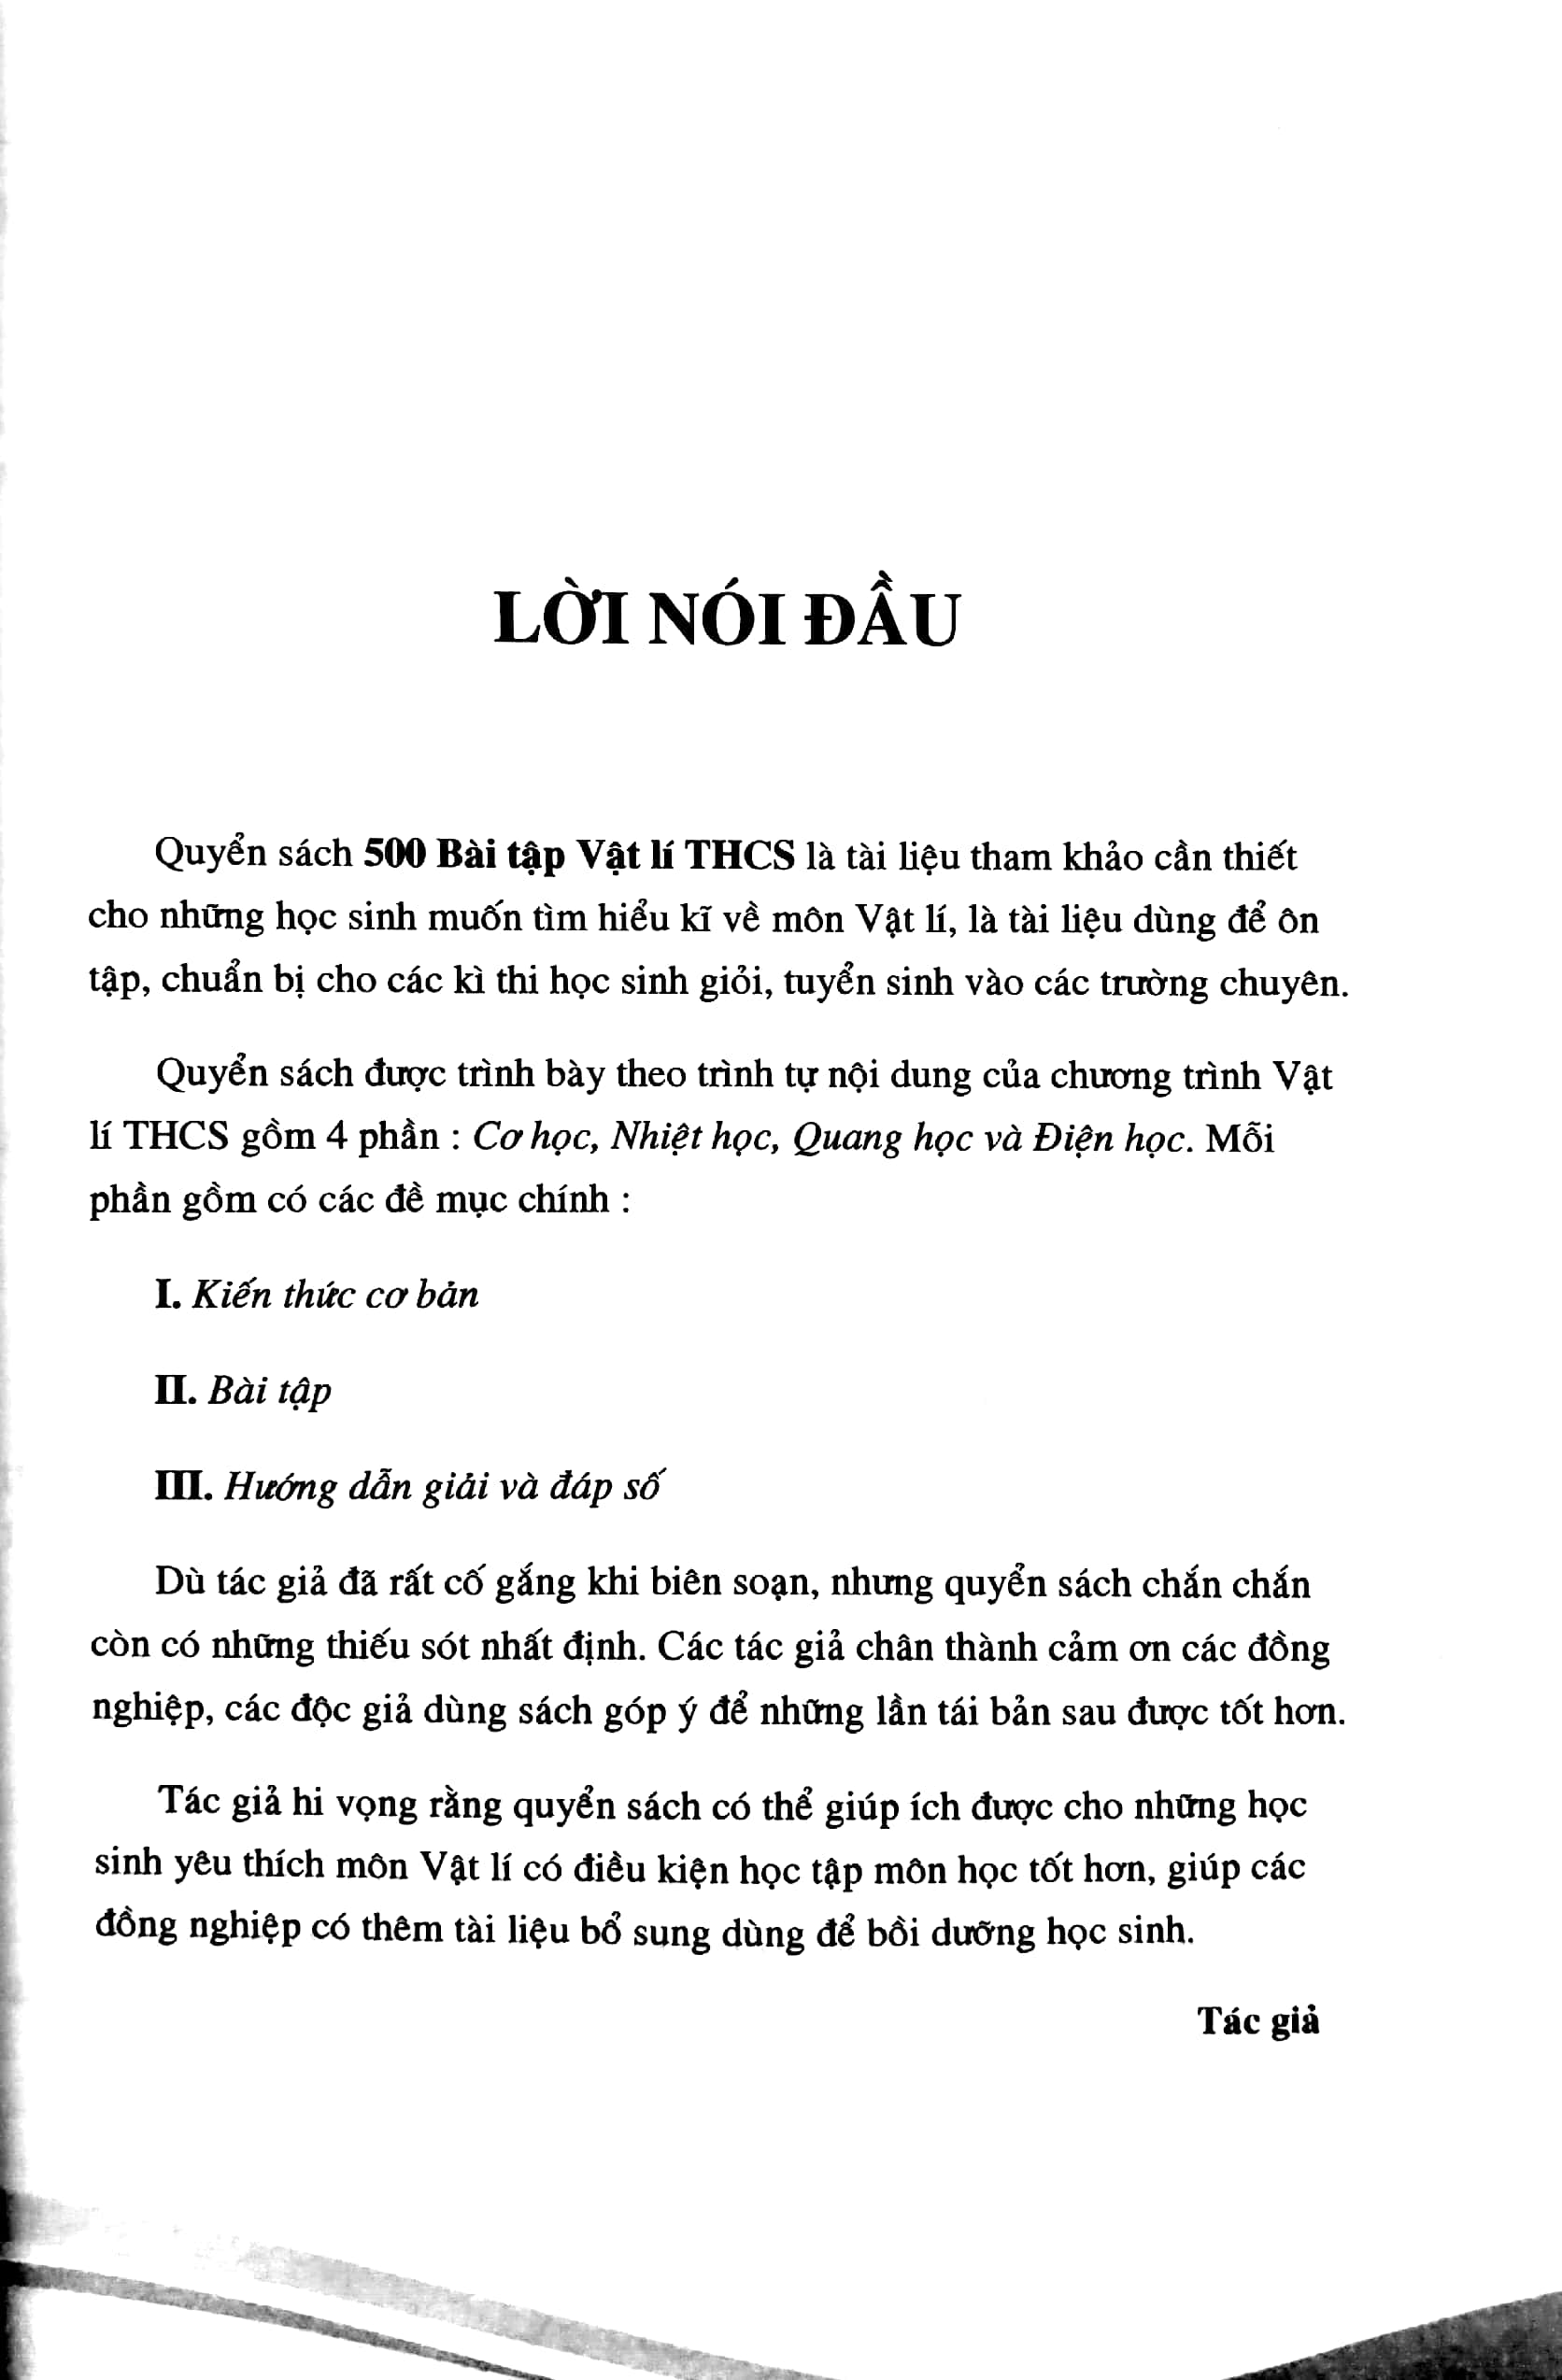 LỜI NÓI ĐẦU
Quyển sách 500 Bài tập Vật lí THCS là tài liệu tham khảo cần thiết
cho những học sinh muốn tìm hiểu kĩ về môn Vật lí, là tài liệu dùng để ôn
tập, chuẩn bị cho các kì thi học sinh giỏi, tuyển sinh vào các trường chuyên.
Quyển sách được trình bày theo trình tự nội dung của chương trình Vật
lí THCS gồm 4 phần : Cơ học, Nhiệt học, Quang học và Điện học. Mỗi
phần gồm có các đề mục chính :
I. Kiến thức cơ bản
II. Bài tập
III. Hướng dẫn giải và đáp số
Dù tác giả đã rất cố gắng khi biên soạn, nhưng quyển sách chắn chắn
còn có những thiếu sót nhất định. Các tác giả chân thành cảm ơn các đồng
nghiệp, các độc giả dùng sách góp ý để những lần tái bản sau được tốt hơn.
Tác giả hi vọng rằng quyển sách có thể giúp ích được cho những học
sinh yêu thích môn Vật lí có điều kiện học tập môn học tốt hơn, giúp các
đồng nghiệp có thêm tài liệu bổ sung dùng để bồi dưỡng học sinh.
Tác giả